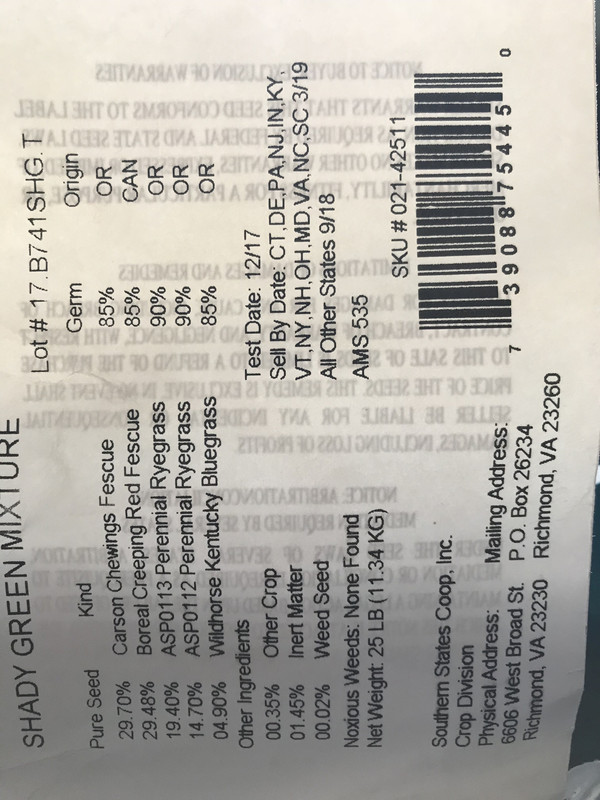 SHADY GREEN MIXTURE
Lot # 17.B741SHG.T
Pure Seed Kind Germ Origin
29.70% Carson Chewings Fescue 85% OR
29.48% Boreal Creeping Red Fescue 85% CAN
19.40% ASP0113 Perennial Ryegrass 90% OR
14.70% ASP0112 Perennial Ryegrass 90% OR
04.90% Wildhorse Kentucky Bluegrass 85% OR
Other Ingredients
00.35% Other Crop
01.45% Inert Matter
00.02% Weed Seed
Noxious Weeds: None Found
Net Weight: 25 LB (11.34 KG)
Test Date: 12/17
Sell By Date: CT,DE,PA,NJ,IN,KY,
VT,NY,NH,OH,MD,VA,NC,SC 3/19
All Other States 9/18
AMS-535
SKU # 021-42511
7 39088 75445 0
Southern States Coop, Inc.
Crop Division
Physical Address:
6606 West Broad St.
Richmond, VA 23230
Mailing Address:
P.O. Box 26234
Richmond, VA 23260